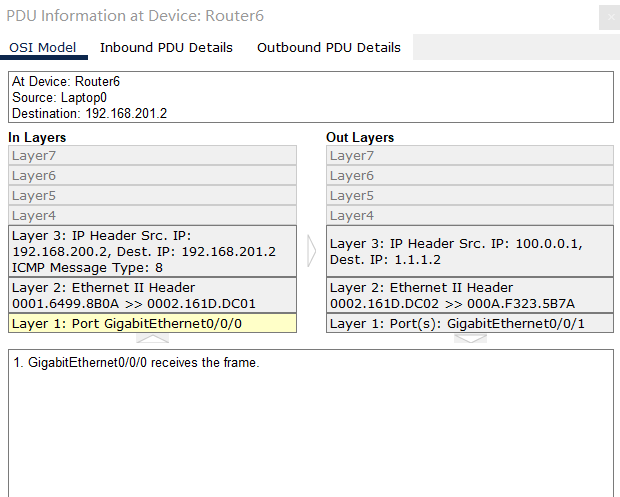 PDU Information at Device: Router6
OSI Model Inbound PDU Details Outbound PDU Details
At Device: Router6
Source: Laptop0
Destination: 192.168.201.2
In Layers
Layer7
Layer6
Layer5
Layer4
Layer 3: IP Header Src. IP:
192.168.200.2, Dest. IP: 192.168.201.2
ICMP Message Type: 8
Layer 2: Ethernet II Header
0001.6499.8B0A >> 0002.161D.DC01
Layer 1: Port GigabitEthernet0/0/0
Out Layers
Layer7
Layer6
Layer5
Layer4
Layer 3: IP Header Src. IP: 100.0.0.1,
Dest. IP: 1.1.1.2
Layer 2: Ethernet II Header
0002.161D.DC02 >> 000A.F323.5B7A
Layer 1: Port(s): GigabitEthernet0/0/1
1. GigabitEthernet0/0/0 receives the frame.